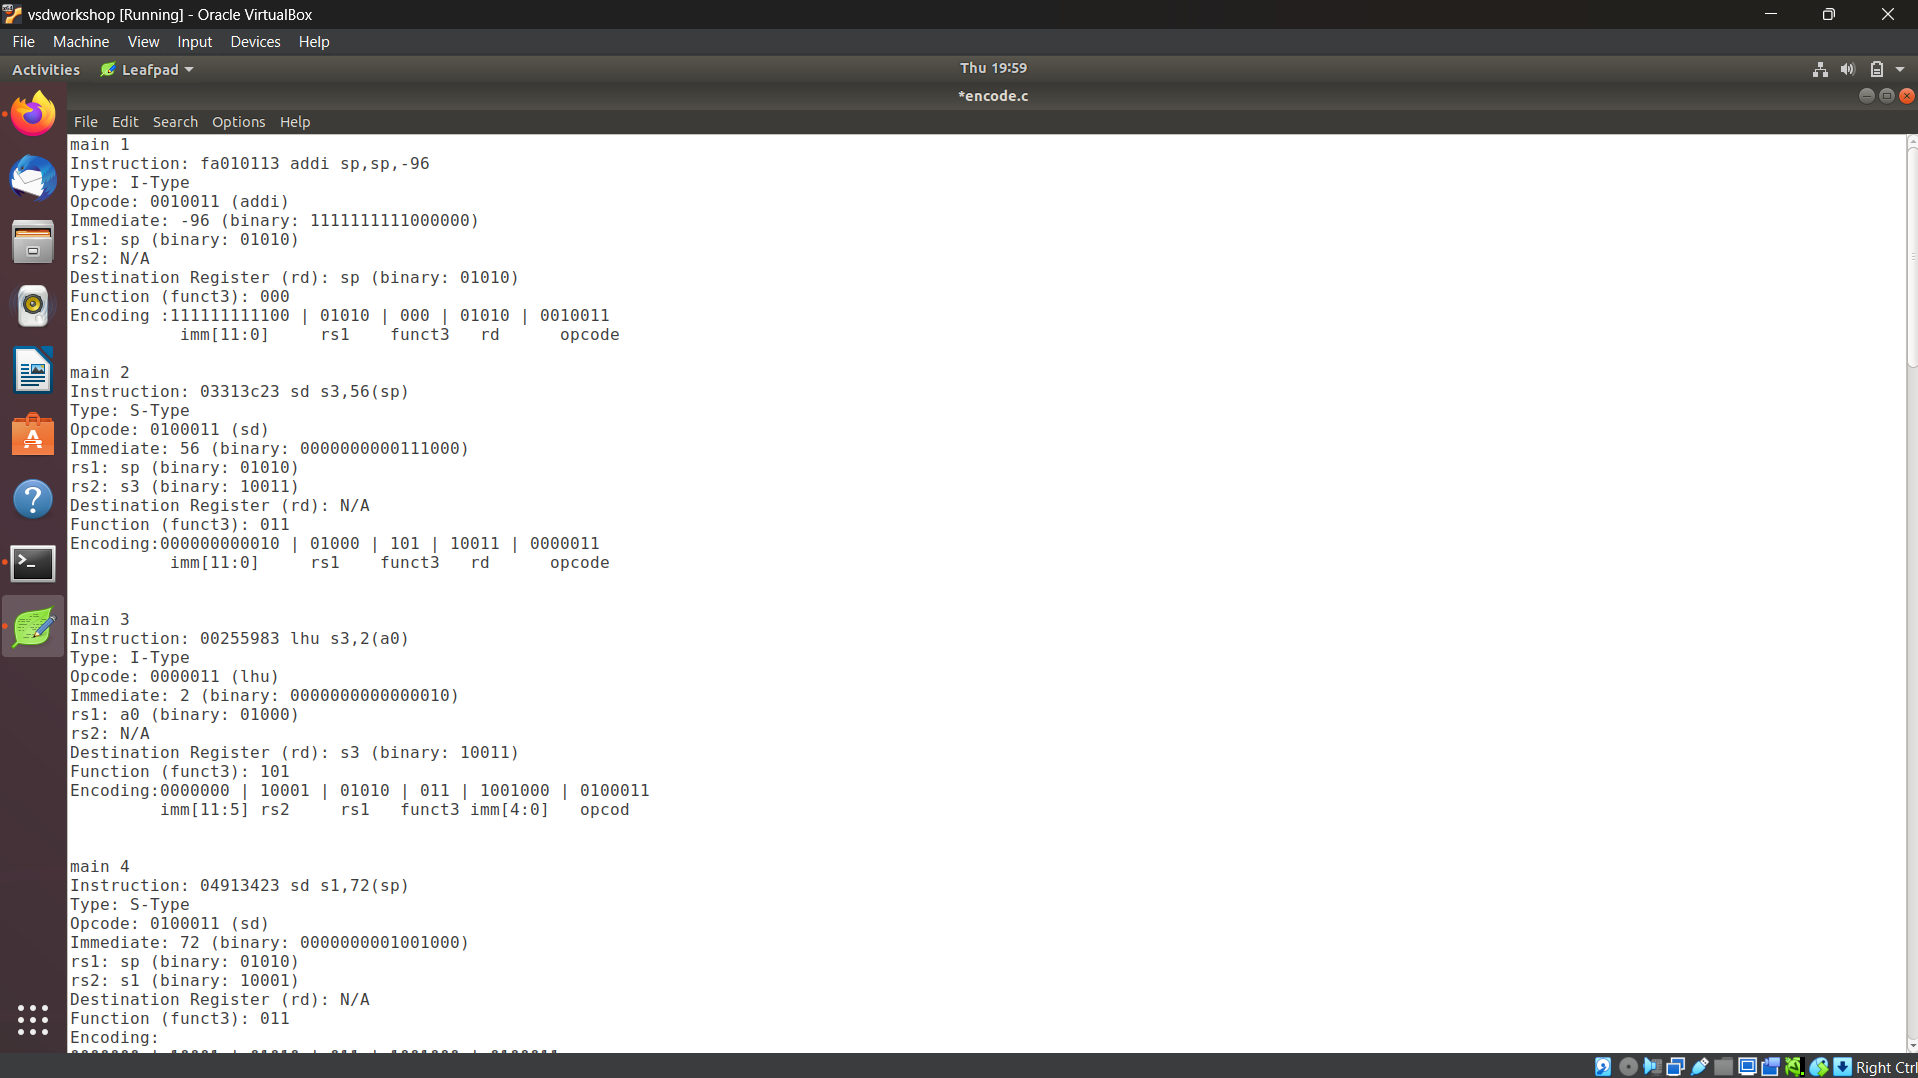 vsdworkshop [Running] - Oracle VirtualBox
File Machine View Input Devices Help
Activities Leafpad Thu 19:59
*encode.c
File Edit Search Options Help
main 1
Instruction: fa010113 addi sp,sp,-96
Type: I-Type
Opcode: 0010011 (addi)
Immediate: -96 (binary: 1111111111000000)
rs1: sp (binary: 01010)
rs2: N/A
Destination Register (rd): sp (binary: 01010)
Function (funct3): 000
Encoding :111111111100 | 01010 | 000 | 01010 | 0010011
imm[11:0] rs1 funct3 rd opcode
main 2
Instruction: 03313c23 sd s3,56(sp)
Type: S-Type
Opcode: 0100011 (sd)
Immediate: 56 (binary: 0000000000111000)
rs1: sp (binary: 01010)
rs2: s3 (binary: 10011)
Destination Register (rd): N/A
Function (funct3): 011
Encoding:000000000010 | 01000 | 101 | 10011 | 0000011
imm[11:0] rs1 funct3 rd opcode
main 3
Instruction: 00255983 lhu s3,2(a0)
Type: I-Type
Opcode: 0000011 (lhu)
Immediate: 2 (binary: 0000000000000010)
rs1: a0 (binary: 01000)
rs2: N/A
Destination Register (rd): s3 (binary: 10011)
Function (funct3): 101
Encoding:0000000 | 10001 | 01010 | 011 | 1001000 | 0100011
imm[11:5] rs2 rs1 funct3 imm[4:0] opcod
main 4
Instruction: 04913423 sd s1,72(sp)
Type: S-Type
Opcode: 0100011 (sd)
Immediate: 72 (binary: 0000000001001000)
rs1: sp (binary: 01010)
rs2: s1 (binary: 10001)
Destination Register (rd): N/A
Function (funct3): 011
Encoding:
Right Ctrl